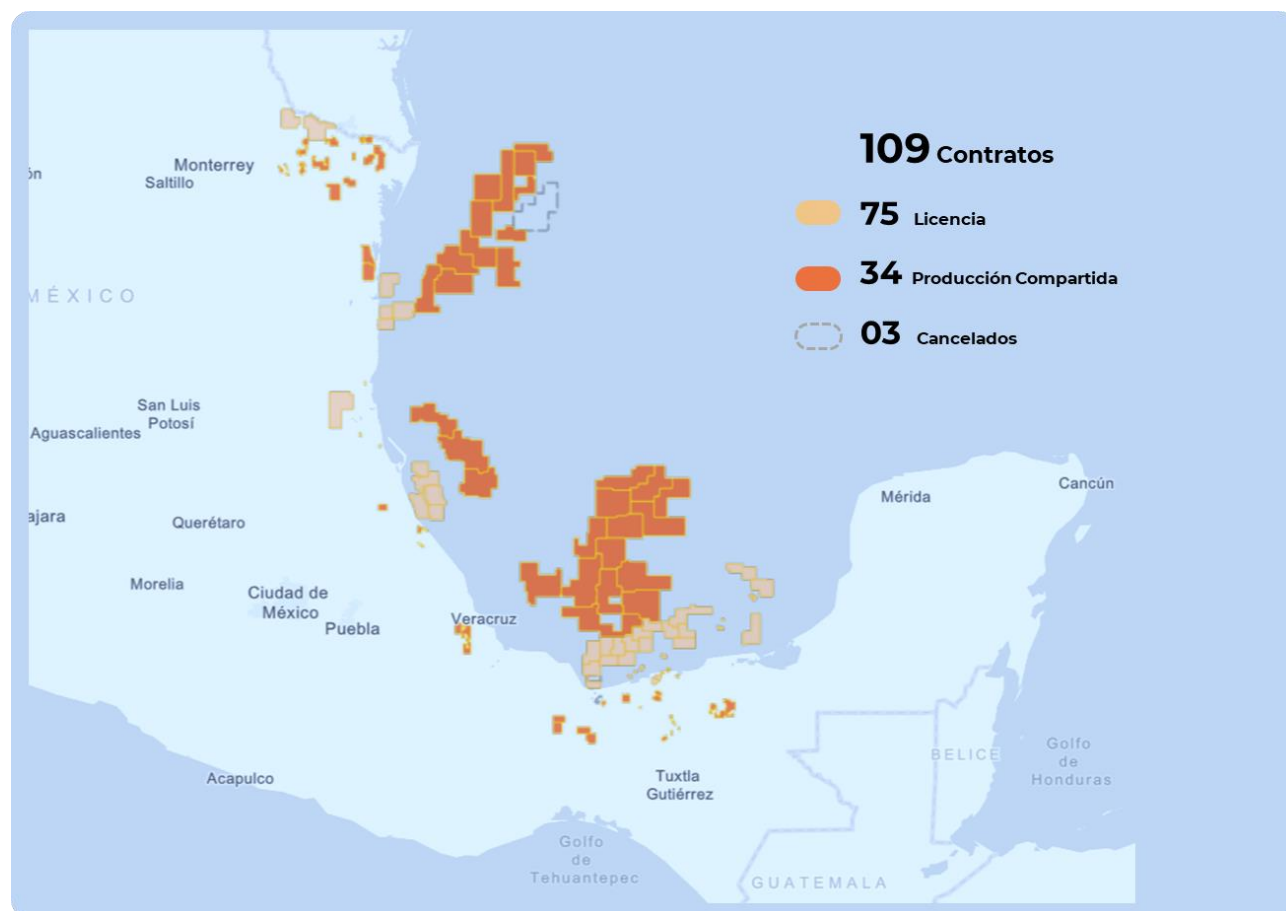 109 Contratos
75 Licencia
34 Producción Compartida
03 Cancelados
ón
Monterrey
Saltillo
MÉXICO
San Luis
Potosí
Aguascalientes
ajara
Querétaro
Morelia
Ciudad de
México
Puebla
Veracruz
Mérida
Cancún
Acapulco
Tuxtla
Gutiérrez
BELICE
Golfo
de
Honduras
Golfo
de
Tehuantepec
GUATEMALA